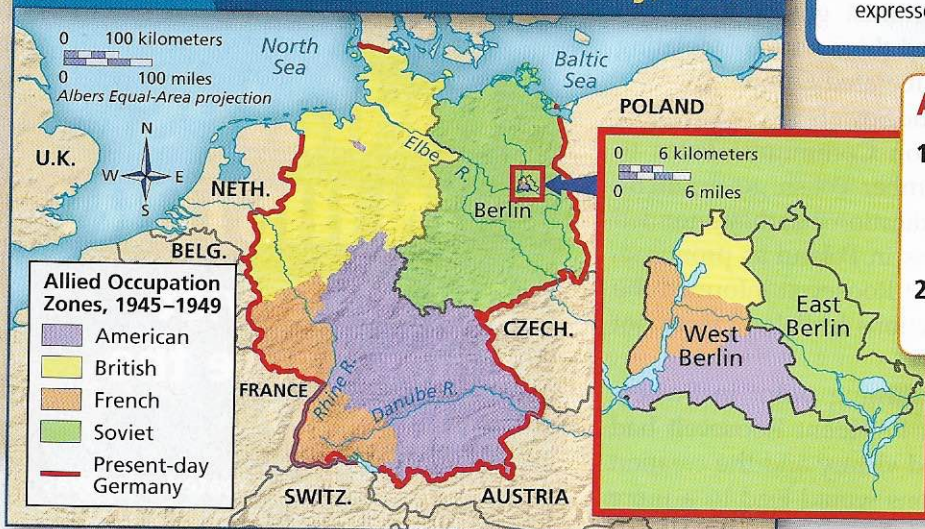 expresse
0 100 kilometers
0 100 miles
Albers Equal-Area projection
North
Sea
Baltic
Sea
POLAND
U.K.
N
W E
S
NETH.
Elbe R.
Berlin
BELG.
Allied Occupation
Zones, 1945–1949
American
British
French
Soviet
Present-day
Germany
CZECH.
FRANCE
Rhine R.
Danube R.
SWITZ.
AUSTRIA
0 6 kilometers
0 6 miles
East
Berlin
West
Berlin
A
1
2